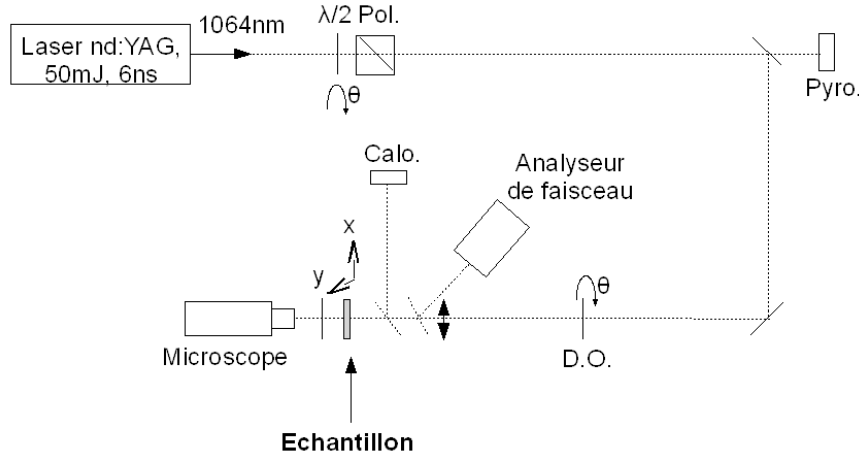 Laser nd:YAG,
50mJ, 6ns
1064nm
λ/2 Pol.
θ
Pyro.
Calo.
Analyseur
de faisceau
x
y
θ
Microscope
D.O.
Echantillon